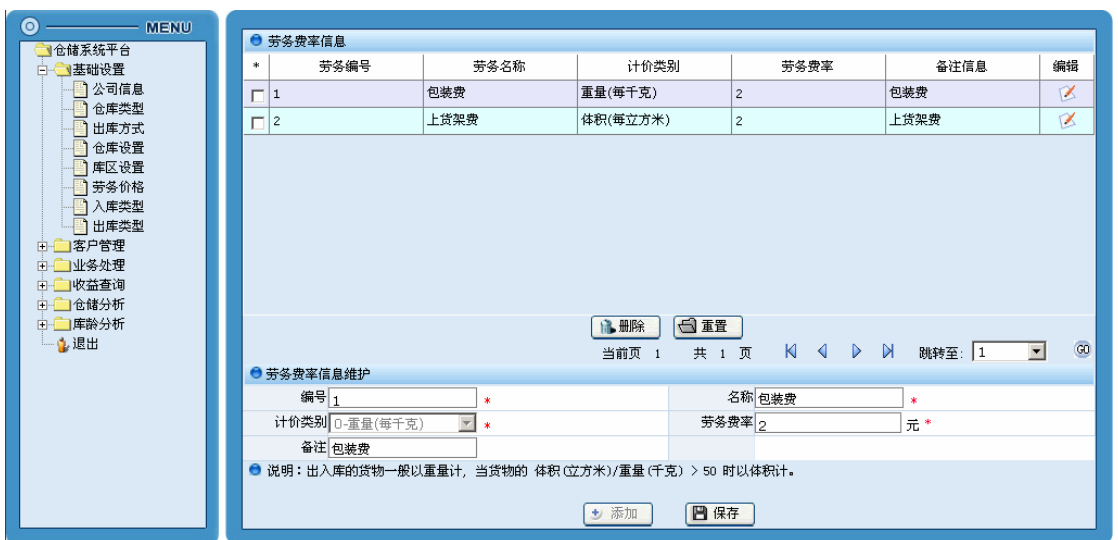 MENU
仓储系统平台
基础设置
公司信息
仓库类型
出库方式
仓库设置
库区设置
劳务价格
入库类型
出库类型
客户管理
业务处理
收益查询
仓储分析
库龄分析
退出
劳务费率信息
* 劳务编号 劳务名称 计价类别 劳务费率 备注信息 编辑
1 包装费 重量(每千克) 2 包装费
2 上货架费 体积(每立方米) 2 上货架费
删除 重置
当前页 1 共 1 页 跳转至: 1 GO
劳务费率信息维护
编号 1 * 名称 包装费 *
计价类别 0-重量(每千克) * 劳务费率 2 元 *
备注 包装费
说明：出入库的货物一般以重量计, 当货物的 体积(立方米)/重量(千克) > 50 时以体积计。
添加 保存